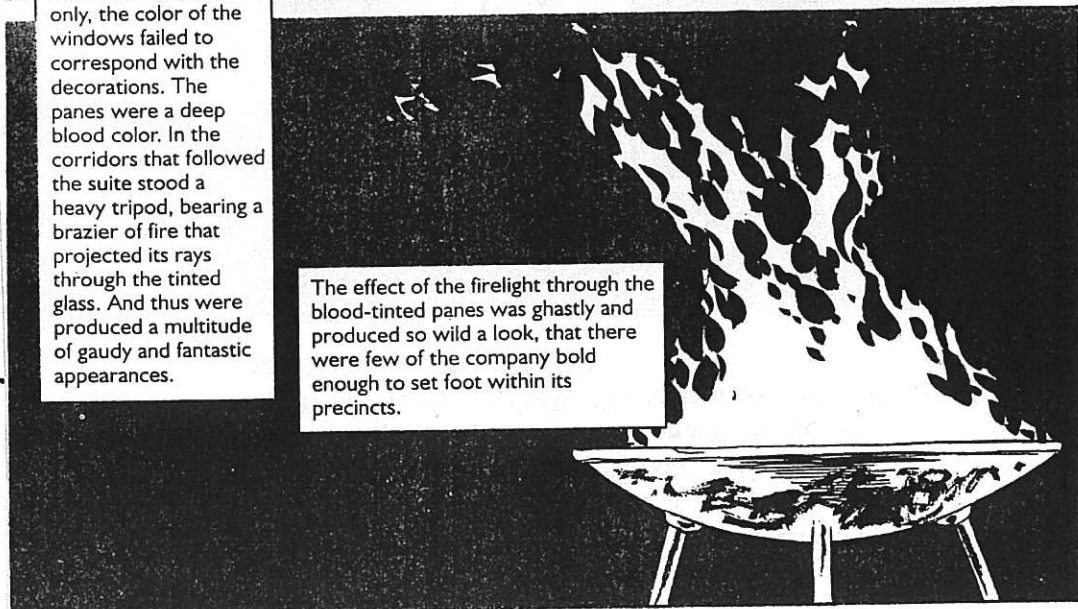 only, the color of the
windows failed to
correspond with the
decorations. The
panes were a deep
blood color. In the
corridors that followed
the suite stood a
heavy tripod, bearing a
brazier of fire that
projected its rays
through the tinted
glass. And thus were
produced a multitude
of gaudy and fantastic
appearances.
The effect of the firelight through the
blood-tinted panes was ghastly and
produced so wild a look, that there
were few of the company bold
enough to set foot within its
precincts.